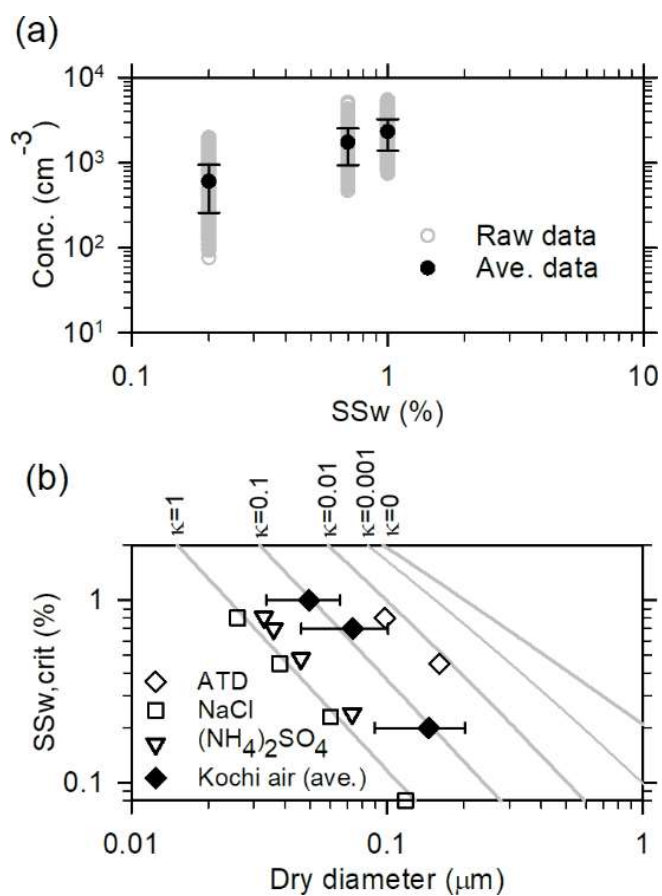 (a)
10^4
10^3
10^2
10^1
Conc. (cm^-3)
Raw data
Ave. data
0.1
1
10
SSw (%)
(b)
κ=1
κ=0.1
κ=0.01
κ=0.001
κ=0
1
0.1
SSw,crit (%)
ATD
NaCl
(NH4)2SO4
Kochi air (ave.)
0.01
0.1
1
Dry diameter (μm)